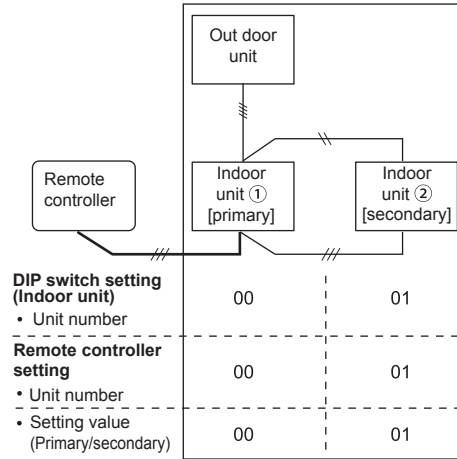 Out door
unit
Remote
controller
Indoor
unit ①
[primary]
Indoor
unit ②
[secondary]
DIP switch setting
(Indoor unit)
• Unit number
00
01
Remote controller
setting
• Unit number
00
01
• Setting value
(Primary/secondary)
00
01